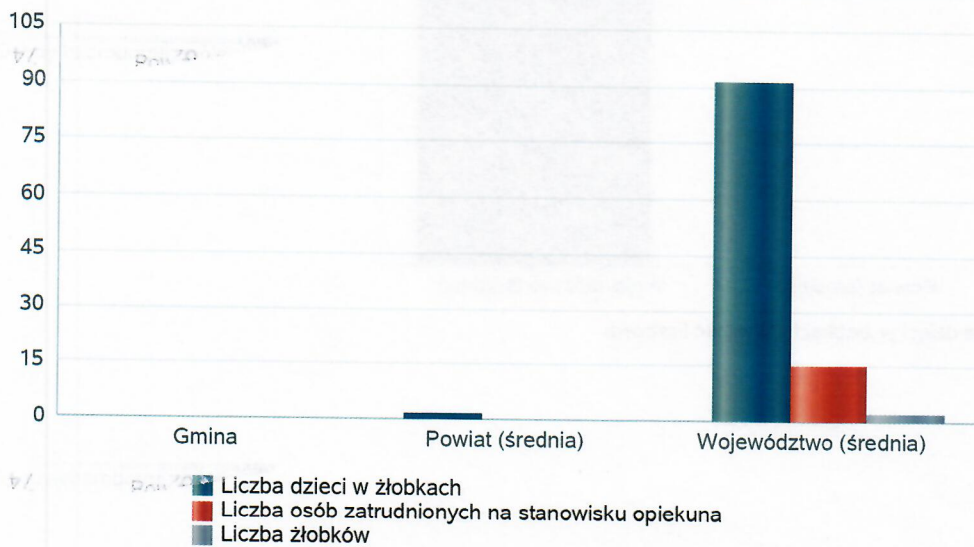 105
90
75
60
45
30
15
0
Gmina Powiat (średnia) Województwo (średnia)
Liczba dzieci w żłobkach
Liczba osób zatrudnionych na stanowisku opiekuna
Liczba żłobków